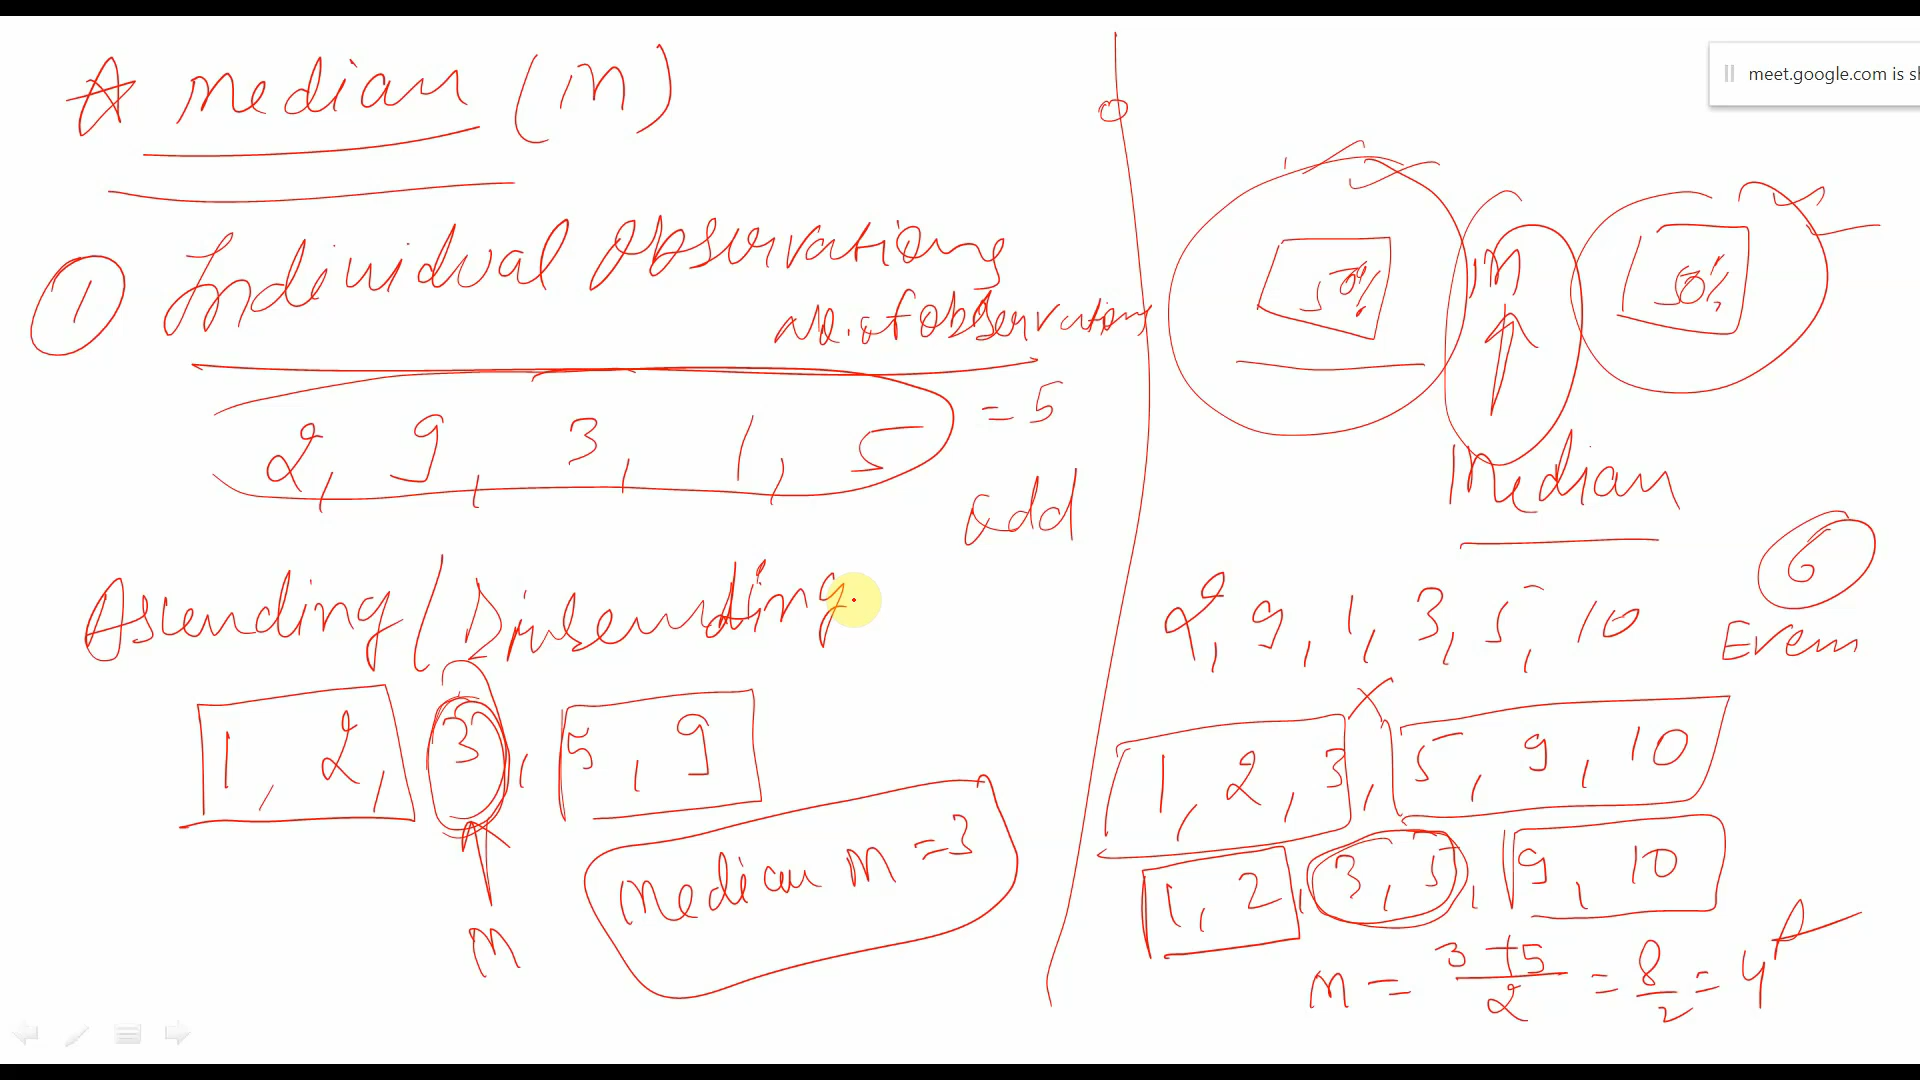 ☆ Median (M)
① Individual Observations
No. of Observations
2, 9, 3, 1, 5 = 5
odd
Ascending /
1, 2, 3, 5, 9
M
Median M = 3
meet.google.com is sh
50% M 50%
Median
2, 9, 1, 3, 5, 10
6
Even
1, 2, 3, 5, 9, 10
1, 2, 3, 5, 9, 10
M = 3+5/2 = 8/2 = 4